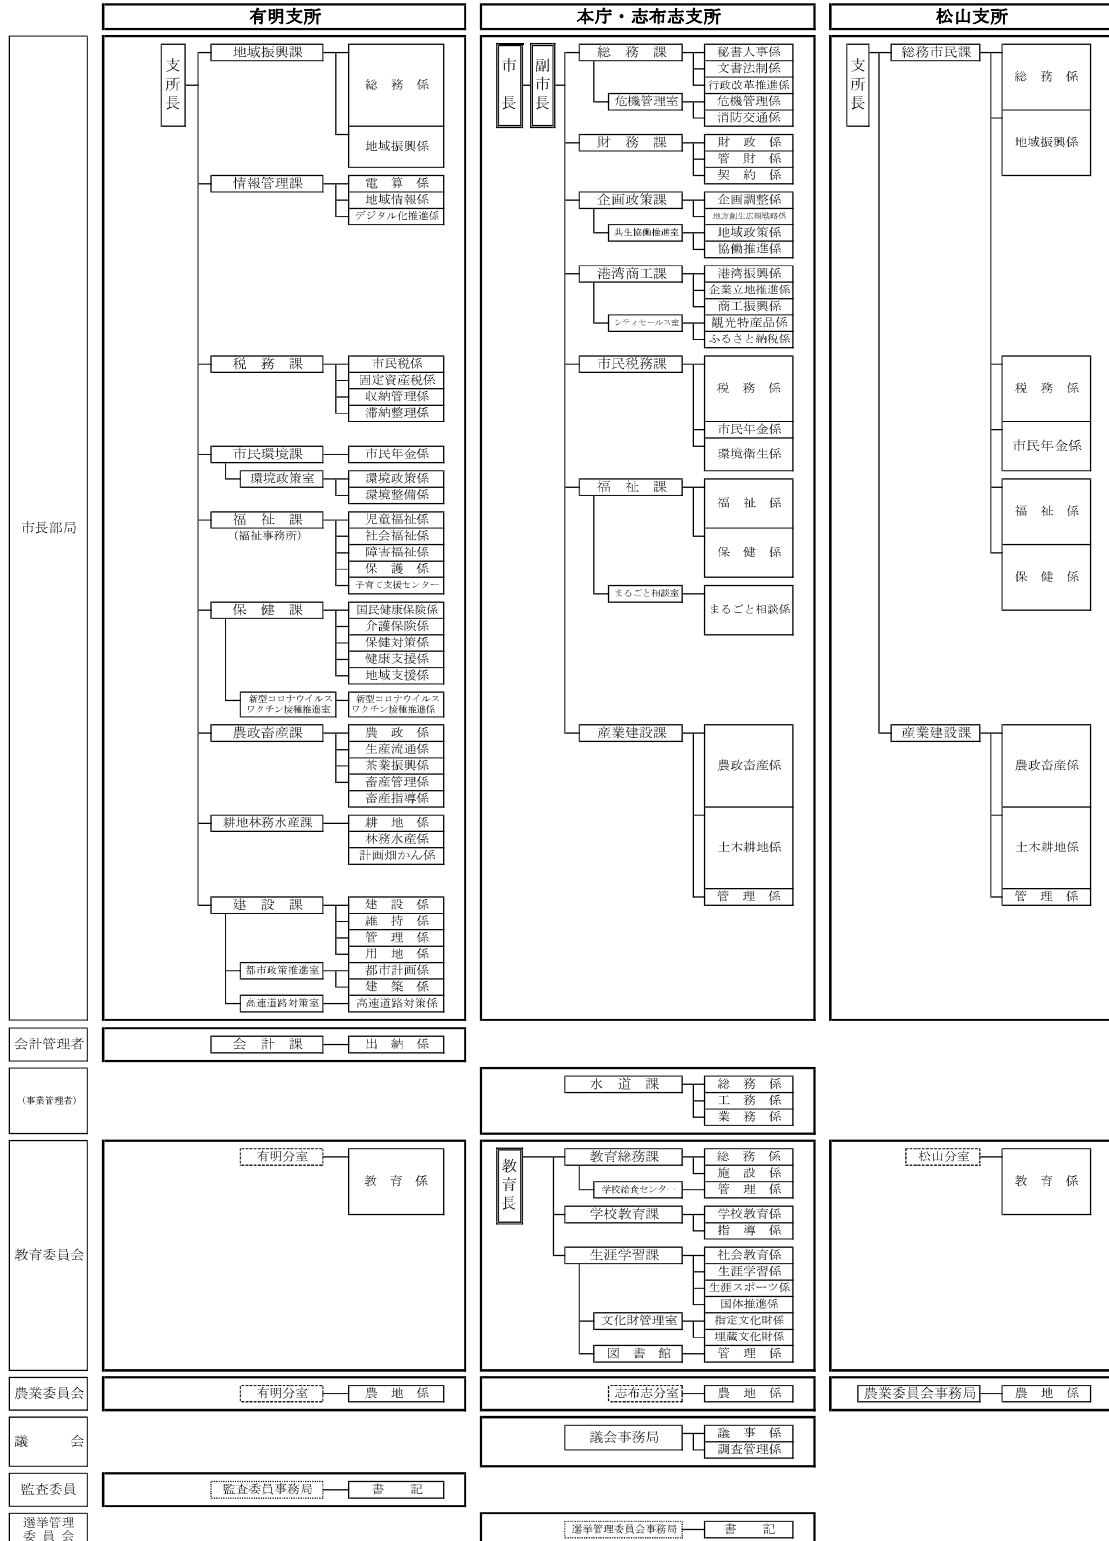 有明支所
本庁・志布志支所
松山支所
市長部局
支所長
地域振興課
総務係
地域振興係
情報管理課
電算係
地域情報係
デジタル化推進係
税務課
市民税係
固定資産税係
収納管理係
滞納整理係
市民環境課
市民年金係
環境政策室
環境政策係
環境整備係
福祉課
(福祉事務所)
児童福祉係
社会福祉係
障害福祉係
保護係
子育て支援センター
保健課
国民健康保険係
介護保険係
保健対策係
健康支援係
地域支援係
新型コロナウイルス
ワクチン接種推進室
新型コロナウイルス
ワクチン接種推進係
農政畜産課
農政係
生産流通係
茶業振興係
畜産管理係
畜産指導係
耕地林務水産課
耕地係
林務水産係
計画畑かん係
建設課
建設係
維持係
管理係
用地係
都市政策推進室
都市計画係
建築係
高速道路対策室
高速道路対策係
市長
副市長
総務課
秘書人事係
文書法制係
行政改革推進係
危機管理室
危機管理係
消防交通係
財務課
財政係
管財係
契約係
企画政策課
企画調整係
地方創生広報戦略係
共生協働推進室
地域政策係
協働推進係
港湾商工課
港湾振興係
企業立地推進係
商工振興係
シティセールス室
観光特産品係
ふるさと納税係
市民税務課
税務係
市民年金係
環境衛生係
福祉課
福祉係
保健係
まるごと相談室
まるごと相談係
産業建設課
農政畜産係
土木耕地係
管理係
支所長
総務市民課
総務係
地域振興係
税務係
市民年金係
福祉係
保健係
産業建設課
農政畜産係
土木耕地係
管理係
会計管理者
会計課
出納係
(事業管理者)
水道課
総務係
工務係
業務係
教育委員会
有明分室
教育係
教育長
教育総務課
総務係
施設係
学校給食センター
管理係
学校教育課
学校教育係
指導係
生涯学習課
社会教育係
生涯学習係
生涯スポーツ係
国体推進係
文化財管理室
指定文化財係
埋蔵文化財係
図書館
管理係
松山分室
教育係
農業委員会
有明分室
農地係
志布志分室
農地係
農業委員会事務局
農地係
議会
議会事務局
議事係
調査管理係
監査委員
監査委員事務局
書記
選挙管理
委員会
選挙管理委員会事務局
書記